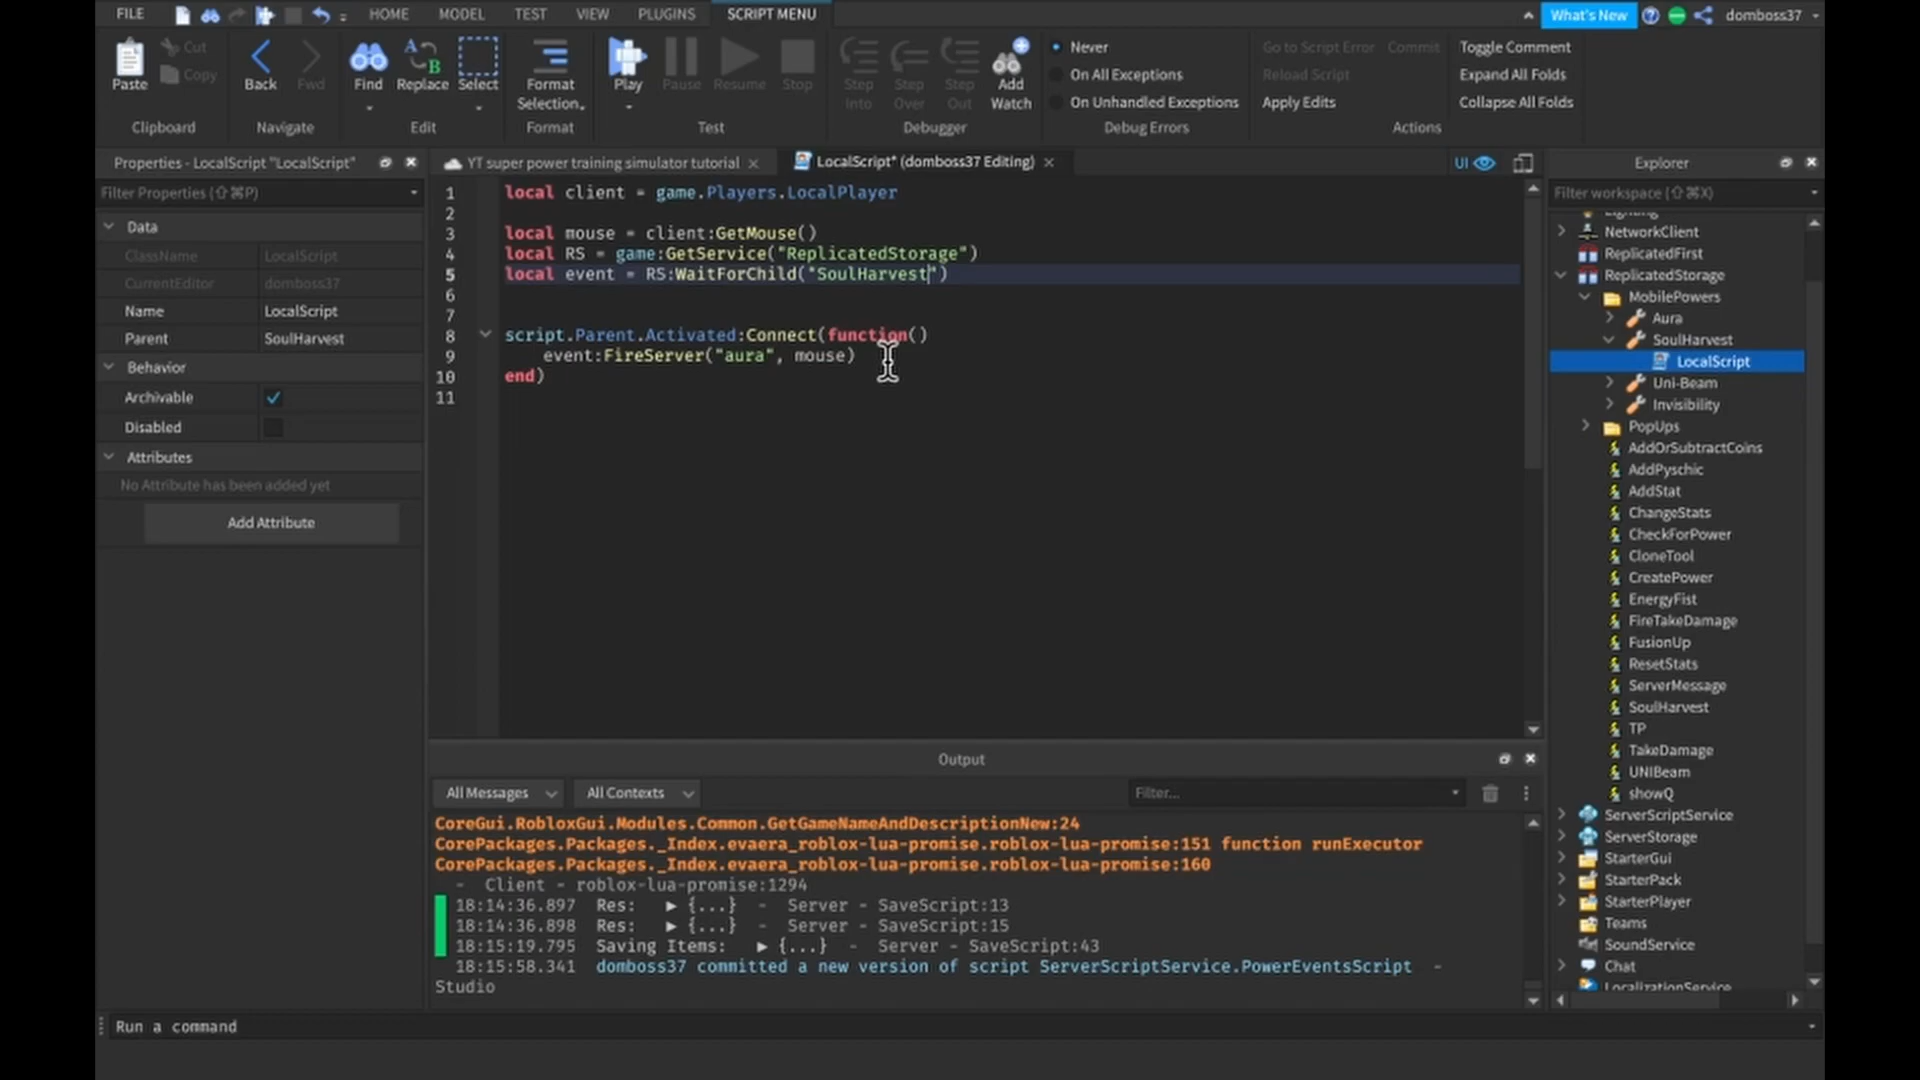 FILE HOME MODEL TEST VIEW PLUGINS SCRIPT MENU What's New domboss37
Paste Cut Copy Back Fwd Find Replace Select Format Selection Play Pause Resume Stop Step Into Step Over Step Out Add Watch
Never
On All Exceptions
On Unhandled Exceptions
Go to Script Error Commit
Reload Script
Apply Edits
Toggle Comment
Expand All Folds
Collapse All Folds
Clipboard Navigate Edit Format Test Debugger Debug Errors Actions
Properties - LocalScript "LocalScript"
Filter Properties (⇧⌘P)
Data
ClassName LocalScript
CurrentEditor domboss37
Name LocalScript
Parent SoulHarvest
Behavior
Archivable
Disabled
Attributes
No Attribute has been added yet
Add Attribute
YT super power training simulator tutorial LocalScript* (domboss37 Editing) UI
1 local client = game.Players.LocalPlayer
2
3 local mouse = client:GetMouse()
4 local RS = game:GetService("ReplicatedStorage")
5 local event = RS:WaitForChild("SoulHarvest")
6
7
8 script.Parent.Activated:Connect(function()
9 event:FireServer("aura", mouse)
10 end)
11
Output
All Messages All Contexts Filter...
CoreGui.RobloxGui.Modules.Common.GetGameNameAndDescriptionNew:24
CorePackages.Packages._Index.evaera_roblox-lua-promise.roblox-lua-promise:151 function runExecutor
CorePackages.Packages._Index.evaera_roblox-lua-promise.roblox-lua-promise:160
- Client - roblox-lua-promise:1294
18:14:36.897 Res: ▶ {...} - Server - SaveScript:13
18:14:36.898 Res: ▶ {...} - Server - SaveScript:15
18:15:19.795 Saving Items: ▶ {...} - Server - SaveScript:43
18:15:58.341 domboss37 committed a new version of script ServerScriptService.PowerEventsScript -
Studio
Run a command
Explorer
Filter workspace (⇧⌘X)
Lighting
NetworkClient
ReplicatedFirst
ReplicatedStorage
MobilePowers
Aura
SoulHarvest
LocalScript
Uni-Beam
Invisibility
PopUps
AddOrSubtractCoins
AddPyschic
AddStat
ChangeStats
CheckForPower
CloneTool
CreatePower
EnergyFist
FireTakeDamage
FusionUp
ResetStats
ServerMessage
SoulHarvest
TP
TakeDamage
UNIBeam
showQ
ServerScriptService
ServerStorage
StarterGui
StarterPack
StarterPlayer
Teams
SoundService
Chat
LocalizationService